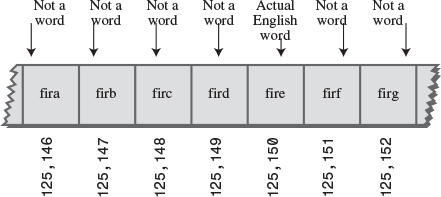 Not a word
Not a word
Not a word
Not a word
Actual English word
Not a word
Not a word
fira
firb
firc
fird
fire
firf
firg
125,146
125,147
125,148
125,149
125,150
125,151
125,152